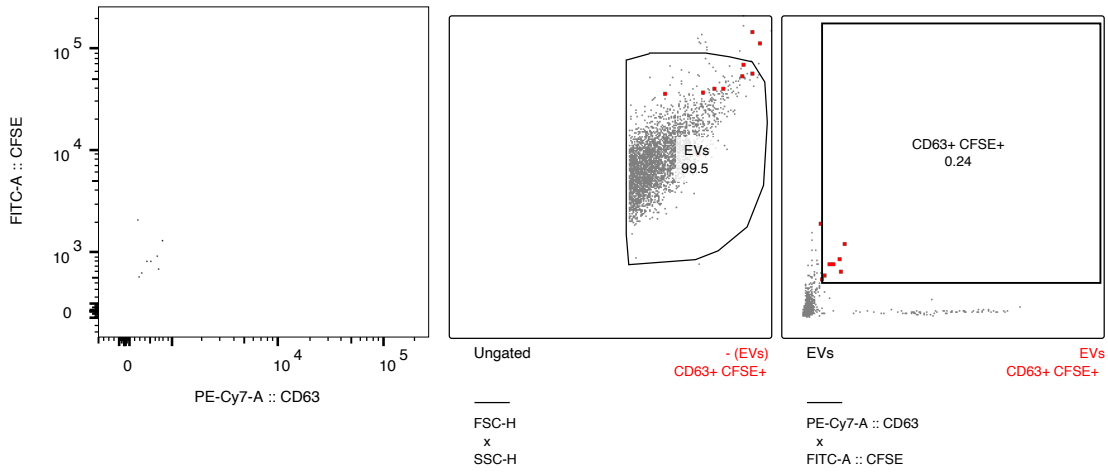 10 5
10 4
10 3
0
FITC-A :: CFSE
0
10 4
10 5
PE-Cy7-A :: CD63
EVs
99.5
Ungated
- (EVs)
CD63+ CFSE+
FSC-H
x
SSC-H
CD63+ CFSE+
0.24
EVs
EVs
CD63+ CFSE+
PE-Cy7-A :: CD63
x
FITC-A :: CFSE